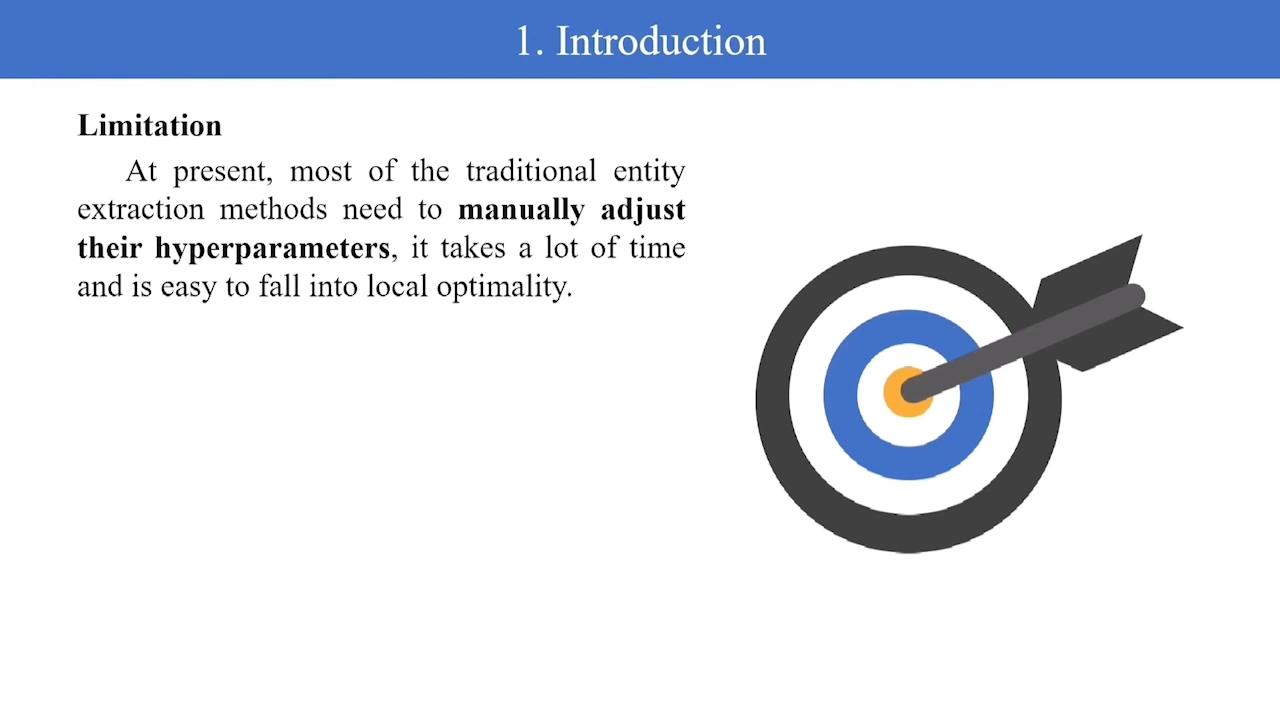 1. Introduction
Limitation
At present, most of the traditional entity
extraction methods need to manually adjust
their hyperparameters, it takes a lot of time
and is easy to fall into local optimality.